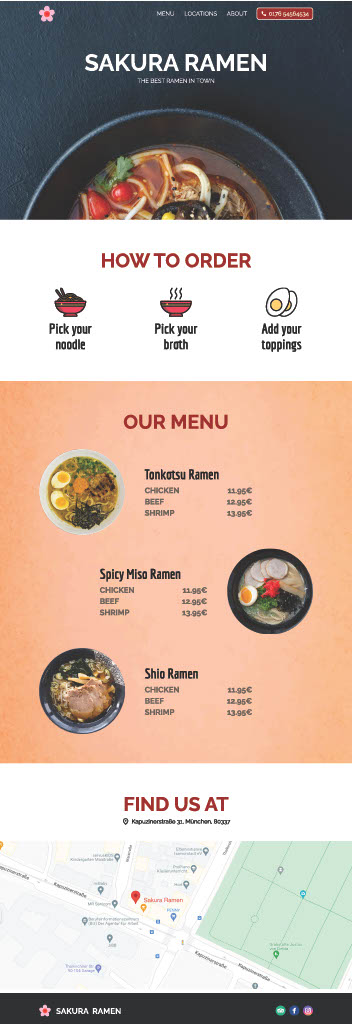 MENU LOCATIONS ABOUT 0176 54564534
SAKURA RAMEN
THE BEST RAMEN IN TOWN
HOW TO ORDER
Pick your
noodle
Pick your
broth
Add your
toppings
OUR MENU
Tonkotsu Ramen
CHICKEN 11.95€
BEEF 12.95€
SHRIMP 13.95€
Spicy Miso Ramen
CHICKEN 11.95€
BEEF 12.95€
SHRIMP 13.95€
Shio Ramen
CHICKEN 11.95€
BEEF 12.95€
SHRIMP 13.95€
FIND US AT
Kapuzinerstraße 31, München, 80337
Kapuzinerstraße
Sakura Ramen
PENNY
Kapuzinerstraße
Kapuzinerstraße
SAKURA RAMEN